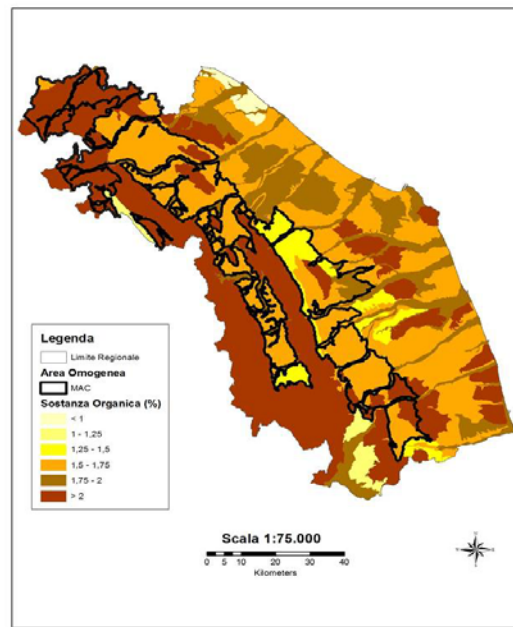 Legenda
Limite Regionale
Area Omogenea
MAC
Sostanza Organica (%)
< 1
1 - 1,25
1,25 - 1,5
1,5 - 1,75
1,75 - 2
> 2
Scala 1:75.000
0 5 10 20 30 40
Kilometers